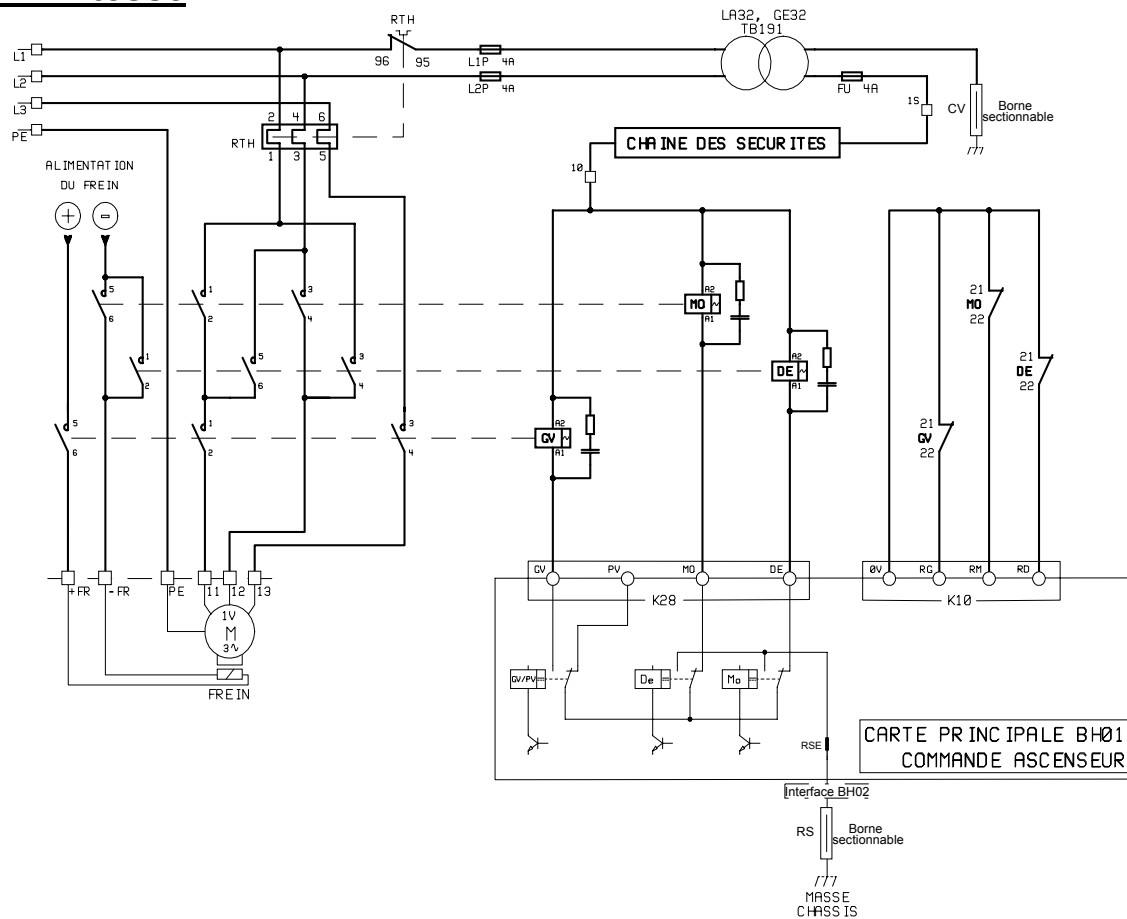 RTH
LA32, GE32
TB191
L1
96 95
L1P 4A
L2
L2P 4A
FU 4A
L3
PE
1S
CV
Borne
sectionnable
2 4 6
RTH
1 3 5
CHAINE DES SECURITES
10
ALIMENTATION
DU FREIN
+ -
5
6
1
2
3
4
A2
MO
A1
21
MO
22
1
2
5
6
3
4
A2
DE
A1
21
DE
22
5
6
1
2
3
4
A2
GV
A1
21
GV
22
GV PV MO DE
K28
0V RG RM RD
K10
+FR -FR PE 11 12 13
1V
M
3~
FREIN
GV/PV
De
Mo
RSE
CARTE PRINCIPALE BH01
COMMANDE ASCENSEUR
Interface BH02
RS
Borne
sectionnable
MASSE
CHASSIS